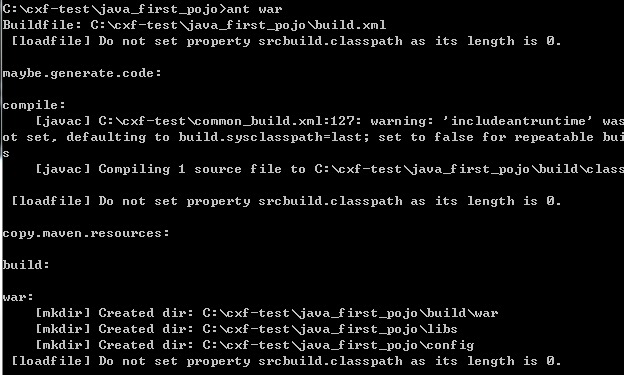 C:\cxf-test\java_first_pojo>ant war
Buildfile: C:\cxf-test\java_first_pojo\build.xml
[loadfile] Do not set property srcbuild.classpath as its length is 0.
maybe.generate.code:
compile:
[javac] C:\cxf-test\common_build.xml:127: warning: 'includeantruntime' was
ot set, defaulting to build.sysclasspath=last; set to false for repeatable bui
s
[javac] Compiling 1 source file to C:\cxf-test\java_first_pojo\build\class
[loadfile] Do not set property srcbuild.classpath as its length is 0.
copy.maven.resources:
build:
war:
[mkdir] Created dir: C:\cxf-test\java_first_pojo\build\war
[mkdir] Created dir: C:\cxf-test\java_first_pojo\libs
[mkdir] Created dir: C:\cxf-test\java_first_pojo\config
[loadfile] Do not set property srcbuild.classpath as its length is 0.